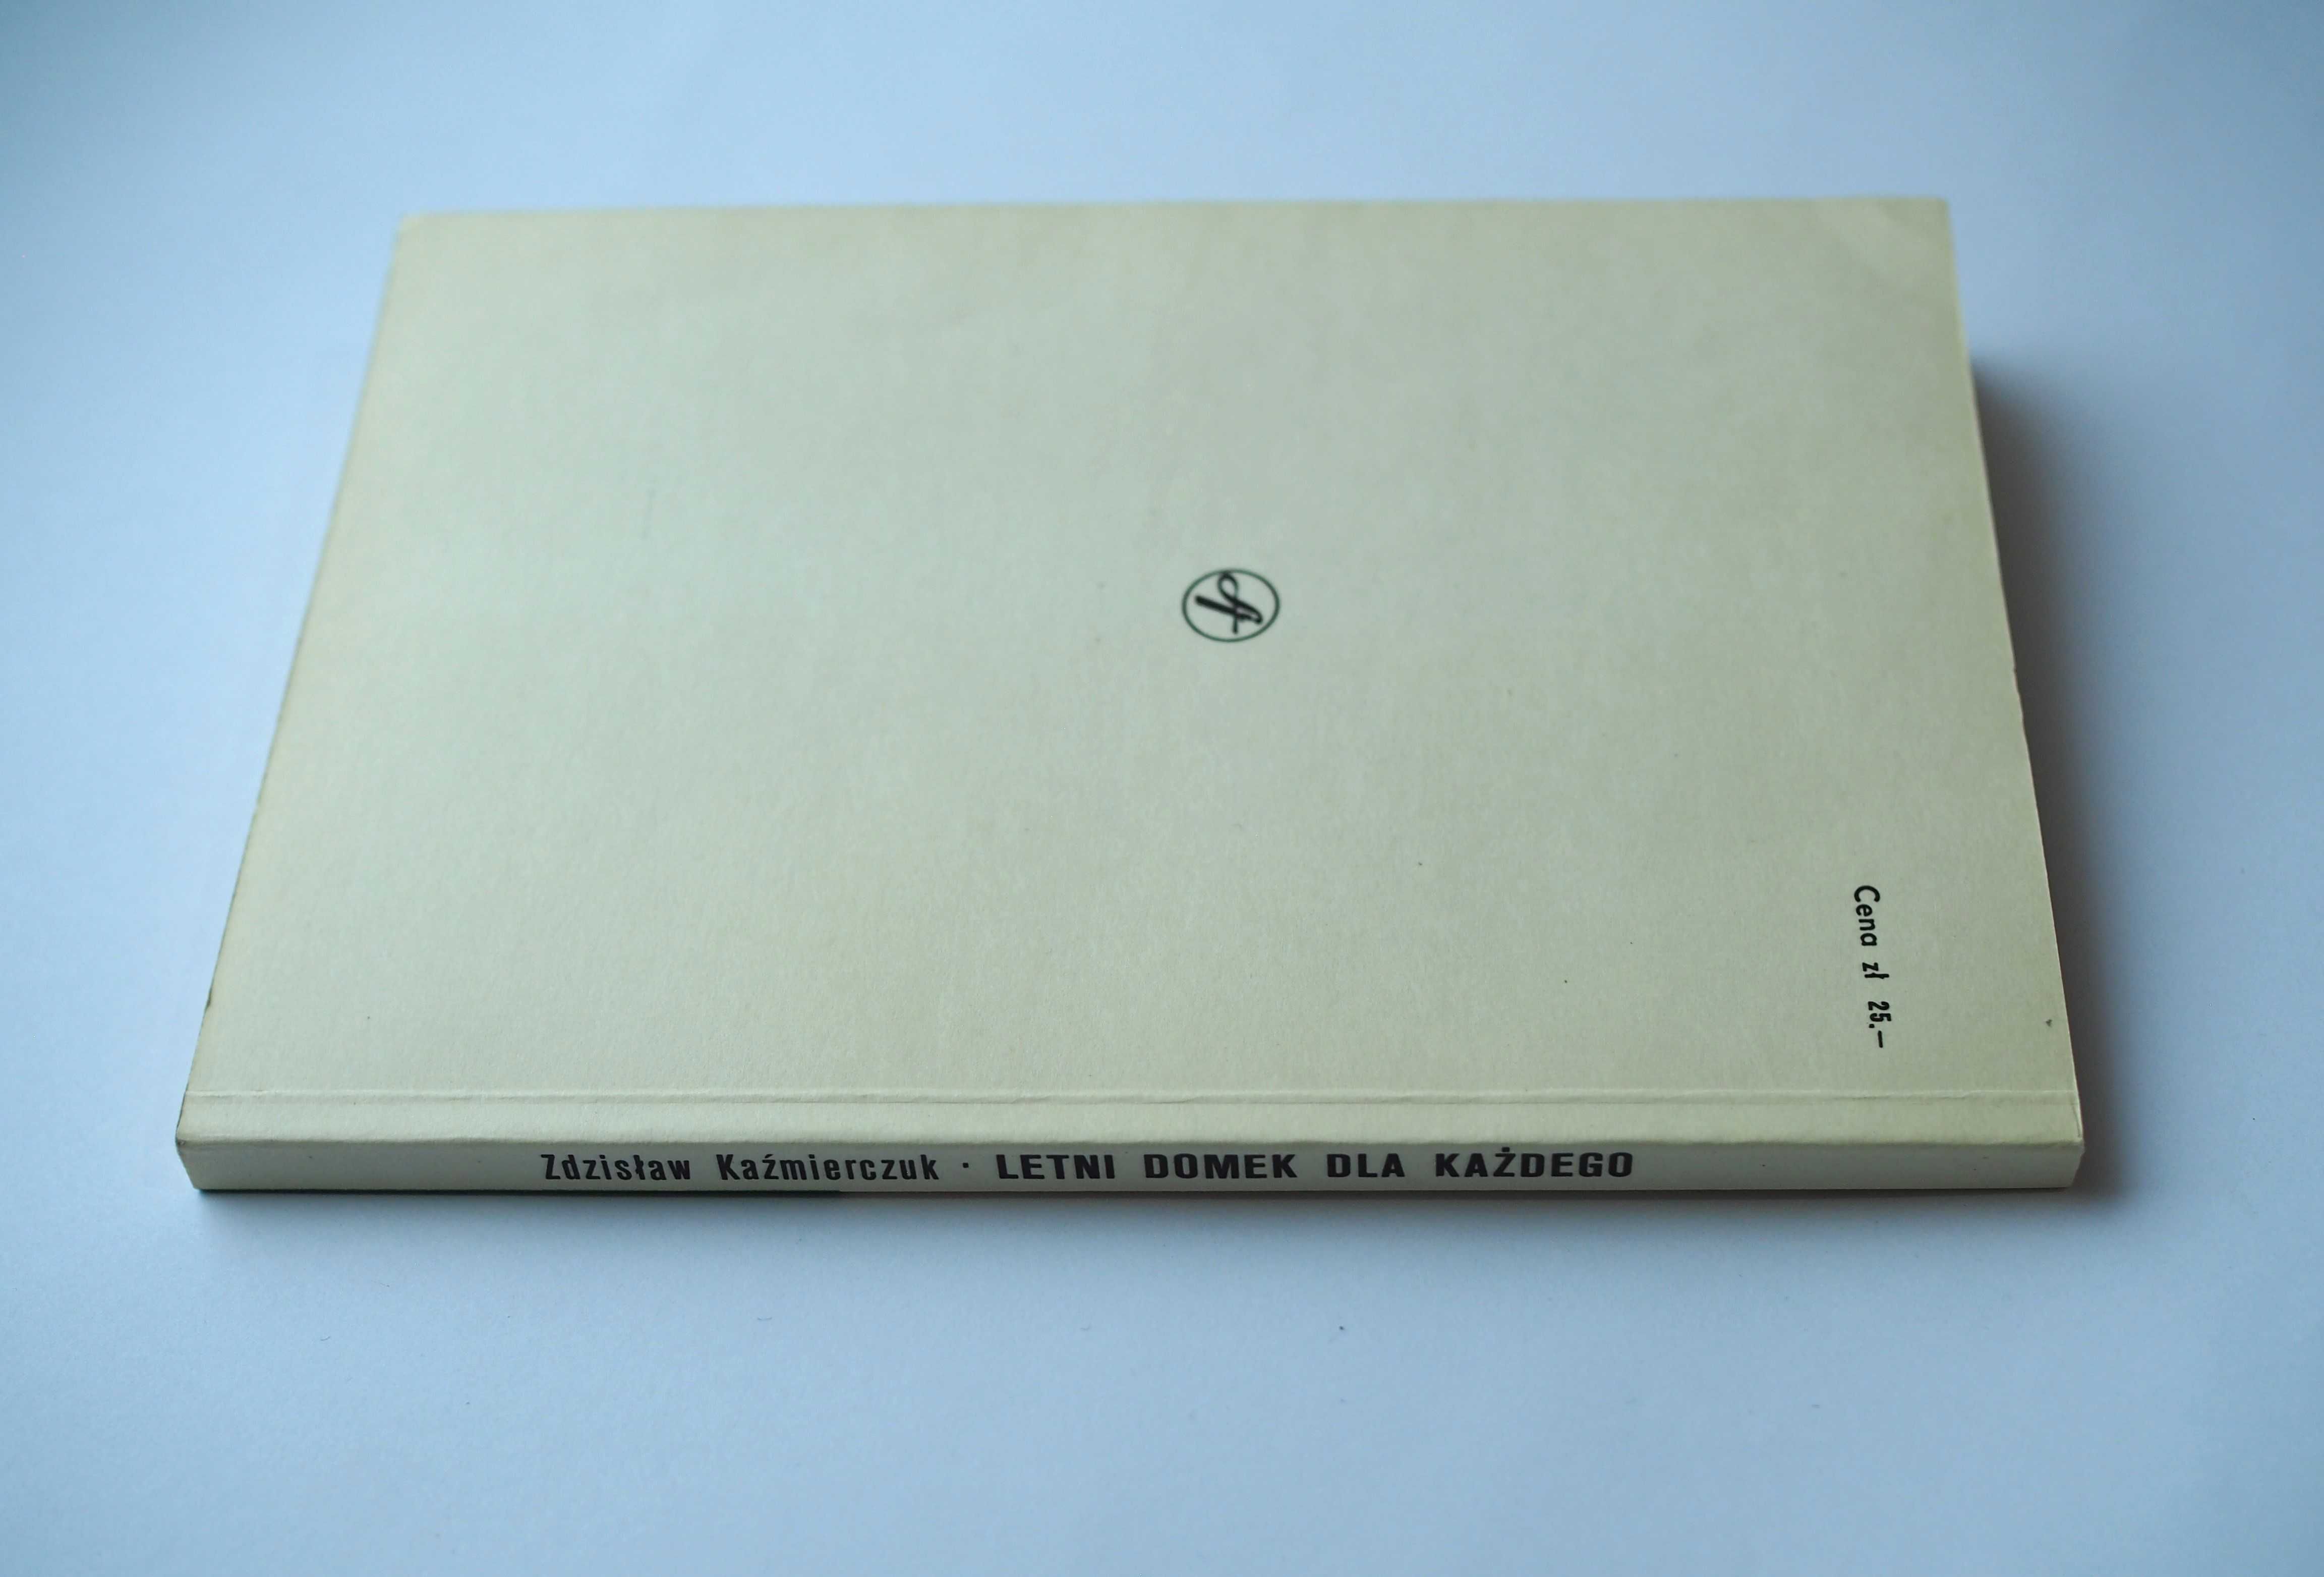 Cena zł 25.—
Zdzisław Kaźmierczuk · LETNI DOMEK DLA KAŻDEGO